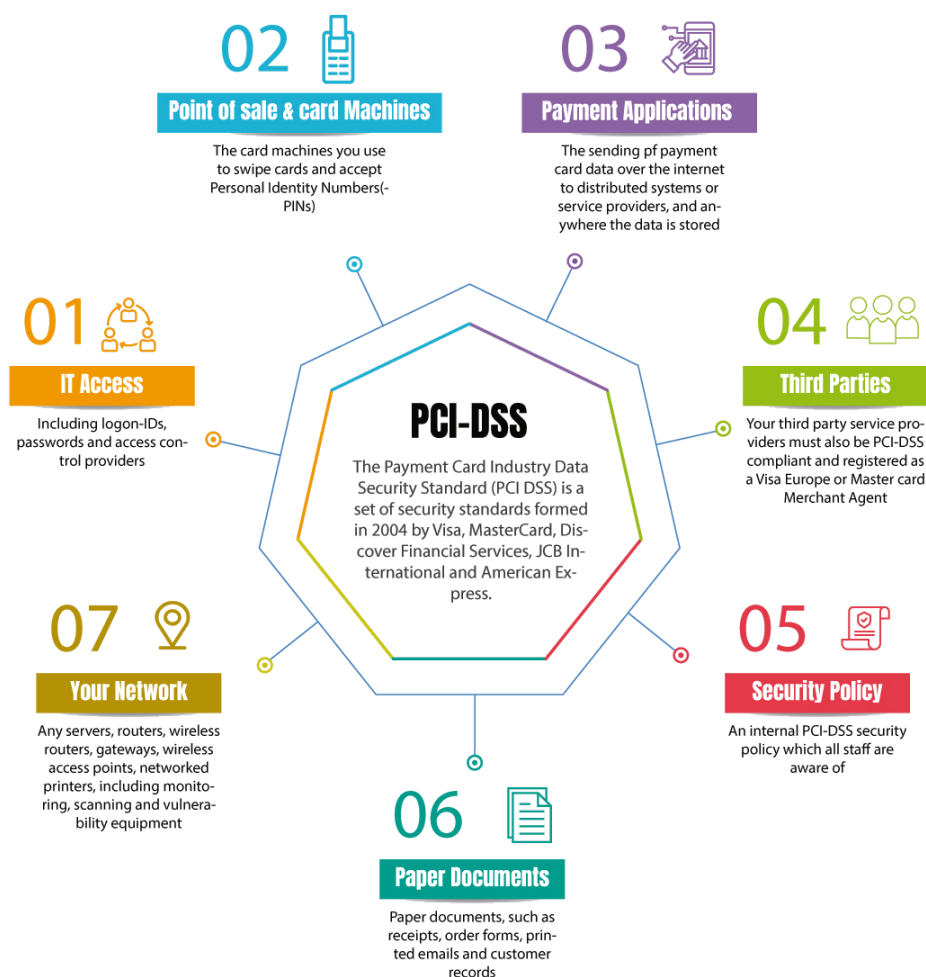 02
Point of sale & card Machines
The card machines you use
to swipe cards and accept
Personal Identity Numbers(-
PINs)
03
Payment Applications
The sending pf payment
card data over the internet
to distributed systems or
service providers, and an-
ywhere the data is stored
01
IT Access
Including logon-IDs,
passwords and access con-
trol providers
04
Third Parties
Your third party service pro-
viders must also be PCI-DSS
compliant and registered as
a Visa Europe or Master card
Merchant Agent
PCI-DSS
The Payment Card Industry Data
Security Standard (PCI DSS) is a
set of security standards formed
in 2004 by Visa, MasterCard, Dis-
cover Financial Services, JCB In-
ternational and American Ex-
press.
07
Your Network
Any servers, routers, wireless
routers, gateways, wireless
access points, networked
printers, including monito-
ring, scanning and vulnera-
bility equipment
05
Security Policy
An internal PCI-DSS security
policy which all staff are
aware of
06
Paper Documents
Paper documents, such as
receipts, order forms, prin-
ted emails and customer
records